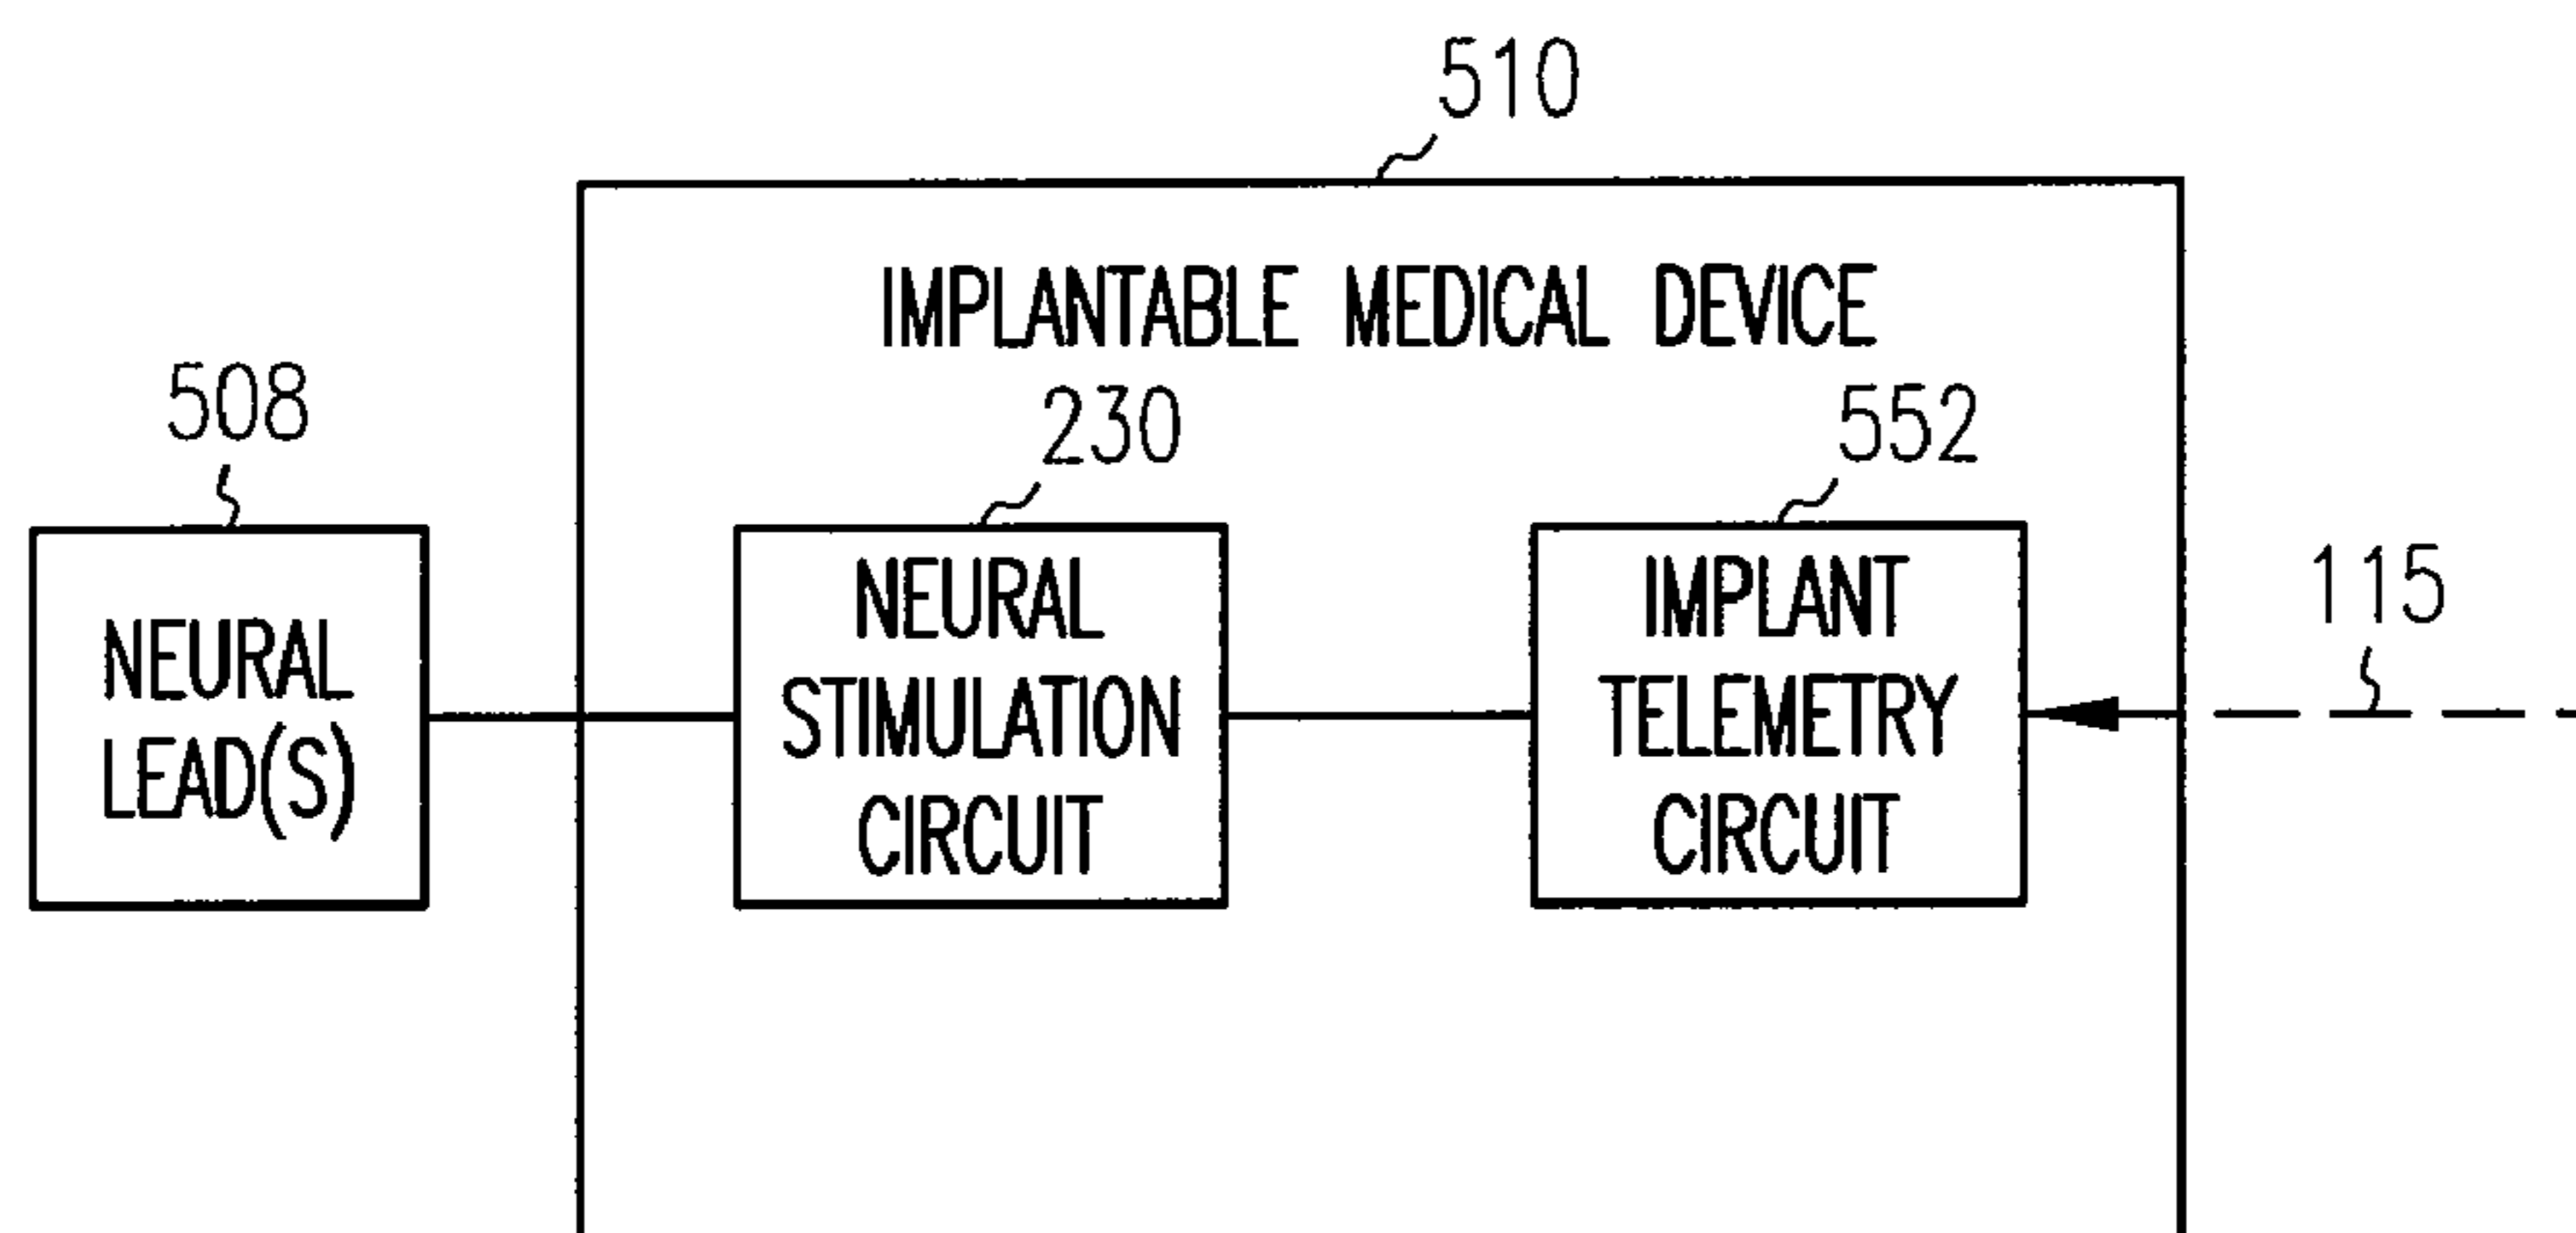 510
IMPLANTABLE MEDICAL DEVICE
508
230
552
NEURAL
LEAD(S)
NEURAL
STIMULATION
CIRCUIT
IMPLANT
TELEMETRY
CIRCUIT
115